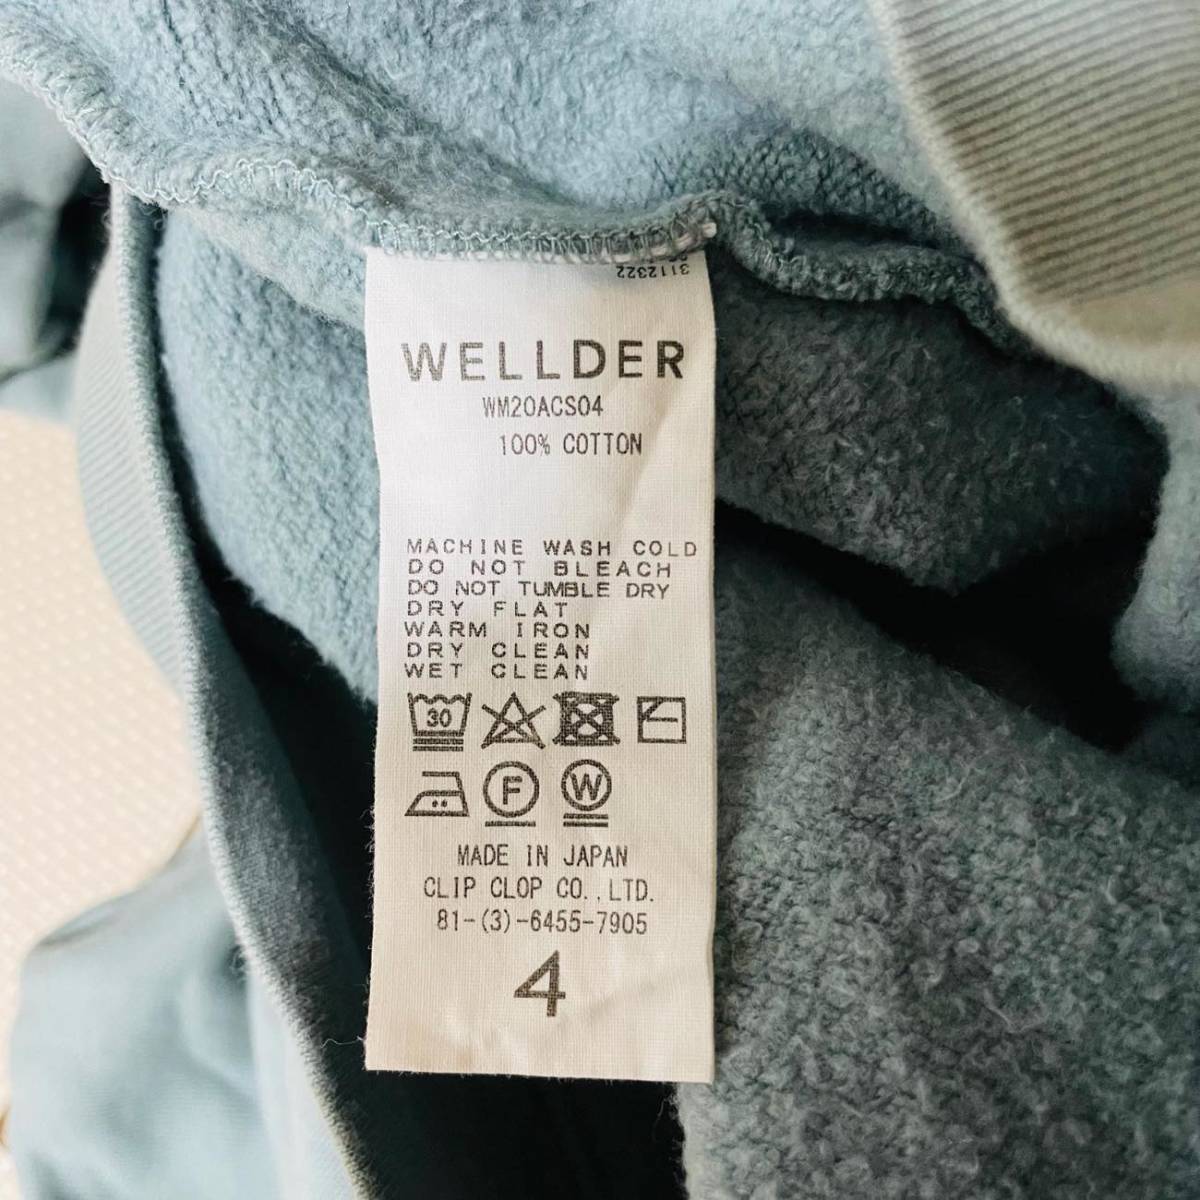 3112322
WELLDER
WM20ACS04
100% COTTON
MACHINE WASH COLD
DO NOT BLEACH
DO NOT TUMBLE DRY
DRY FLAT
WARM IRON
DRY CLEAN
WET CLEAN
30
F W
MADE IN JAPAN
CLIP CLOP CO.,LTD.
81-(3)-6455-7905
4